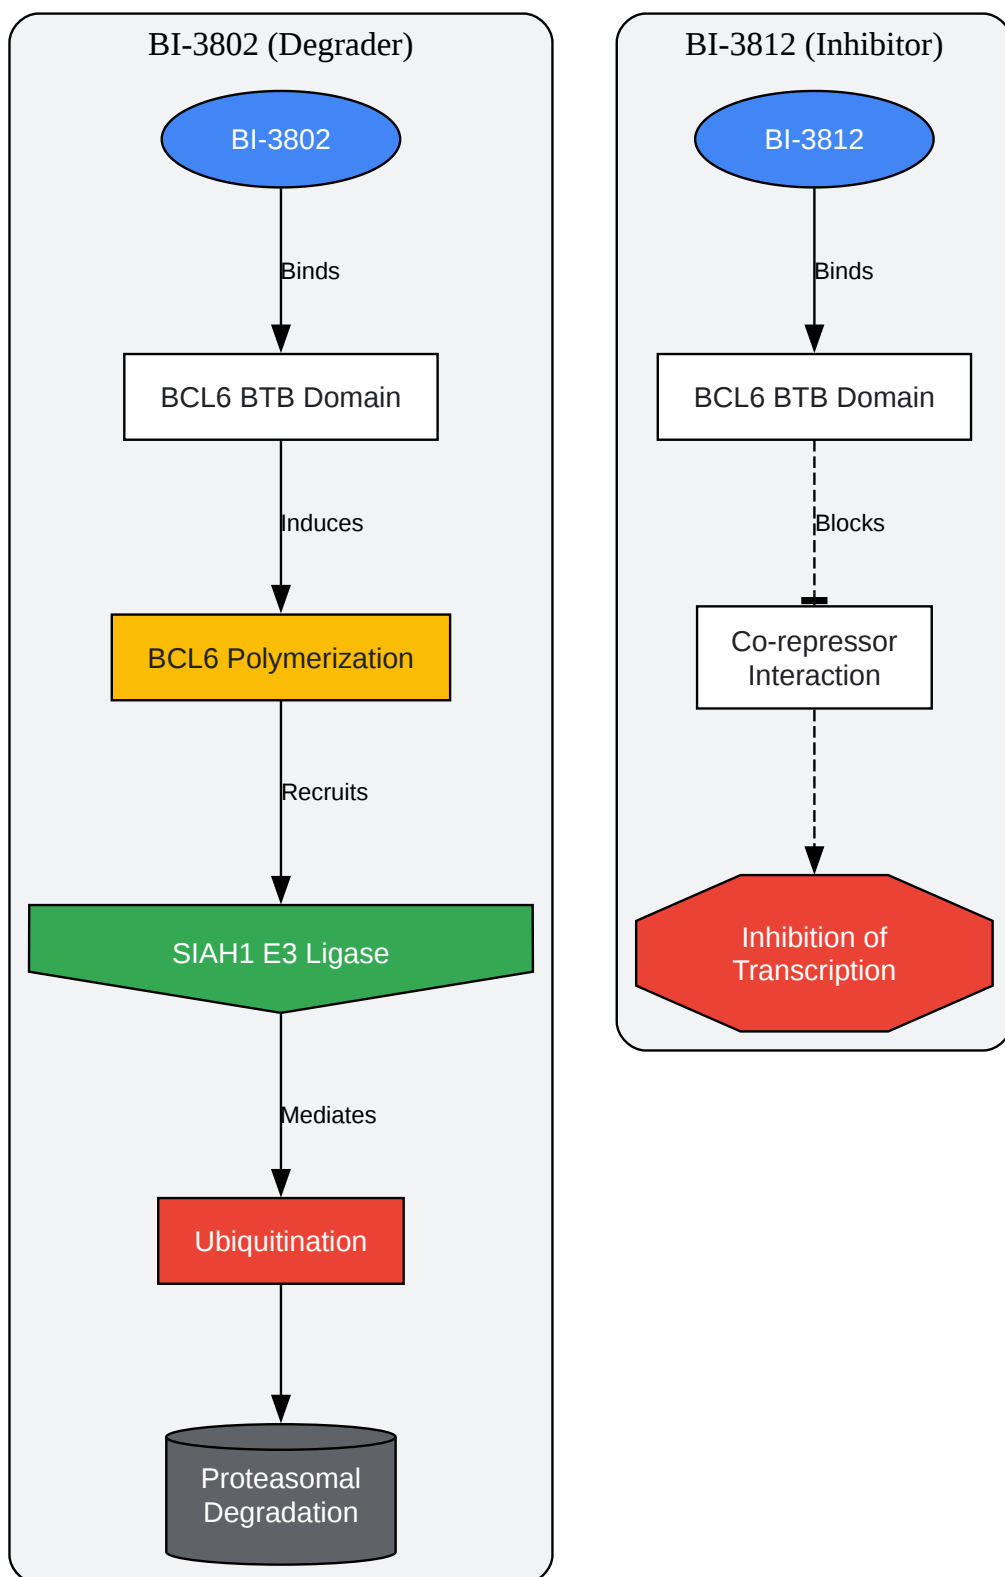 BI-3802 (Degrader)
BI-3802
Binds
BCL6 BTB Domain
Induces
BCL6 Polymerization
Recruits
SIAH1 E3 Ligase
Mediates
Ubiquitination
Proteasomal
Degradation
BI-3812 (Inhibitor)
BI-3812
Binds
BCL6 BTB Domain
Blocks
Co-repressor
Interaction
Inhibition of
Transcription